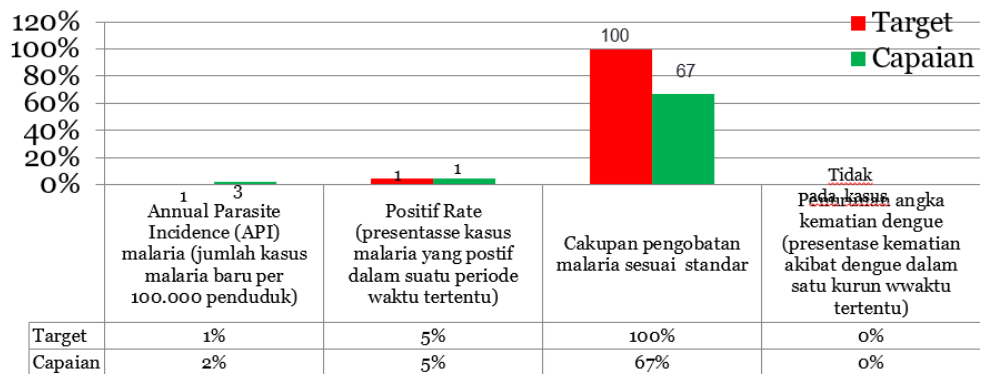 120%
100%
80%
60%
40%
20%
0%
Target
Capaian
1
3
1
1
100
67
Tidak
pada kasus
Annual Parasite
Incidence (API)
malaria (jumlah kasus
malaria baru per
100.000 penduduk)
Positif Rate
(presentasse kasus
malaria yang postif
dalam suatu periode
waktu tertentu)
Cakupan pengobatan
malaria sesuai standar
Penurunan angka
kematian dengue
(presentase kematian
akibat dengue dalam
satu kurun wwaktu
tertentu)
Target 1% 5% 100% 0%
Capaian 2% 5% 67% 0%